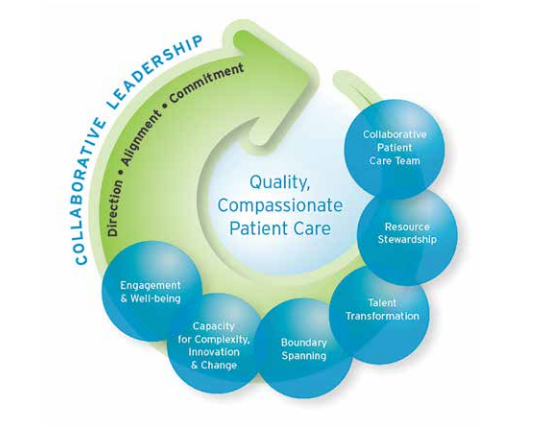 COLLABORATIVE LEADERSHIP
Direction • Alignment • Commitment
Quality,
Compassionate
Patient Care
Collaborative
Patient
Care Team
Resource
Stewardship
Talent
Transformation
Boundary
Spanning
Capacity
for Complexity,
Innovation
& Change
Engagement
& Well-being